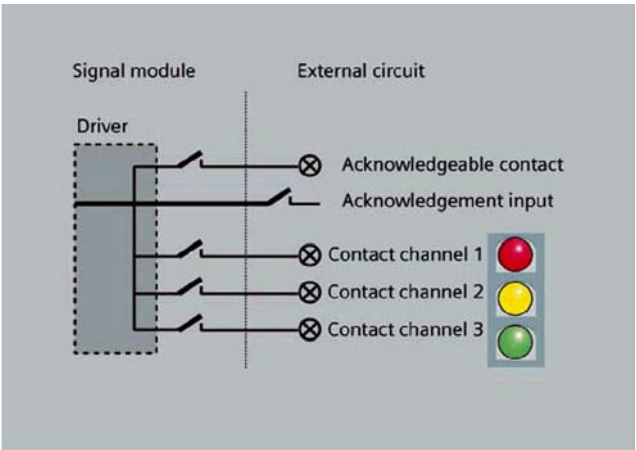 Signal module
External circuit
Driver
Acknowledgeable contact
Acknowledgement input
Contact channel 1
Contact channel 2
Contact channel 3